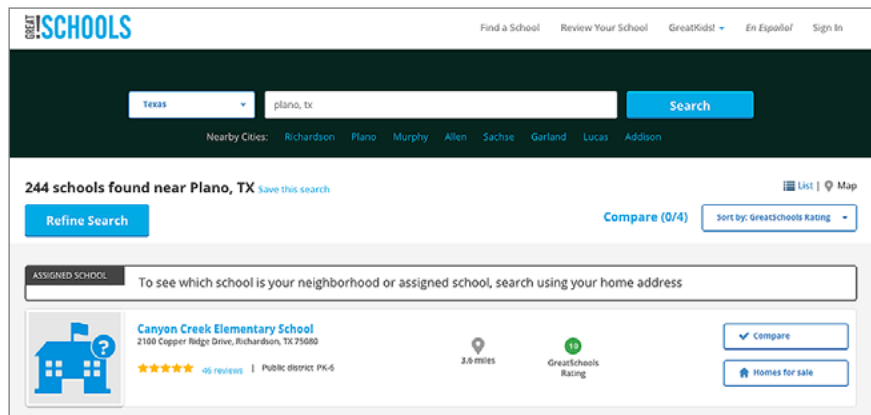 GREAT!SCHOOLS
Find a School Review Your School GreatKids! En Español Sign In
Texas plano, tx Search
Nearby Cities: Richardson Plano Murphy Allen Sachse Garland Lucas Addison
244 schools found near Plano, TX Save this search
List | Map
Refine Search
Compare (0/4)
Sort by: GreatSchools Rating
ASSIGNED SCHOOL
To see which school is your neighborhood or assigned school, search using your home address
?
Canyon Creek Elementary School
2100 Copper Ridge Drive, Richardson, TX 75080
46 reviews | Public district PK-6
3.6 miles
10
GreatSchools
Rating
Compare
Homes for sale